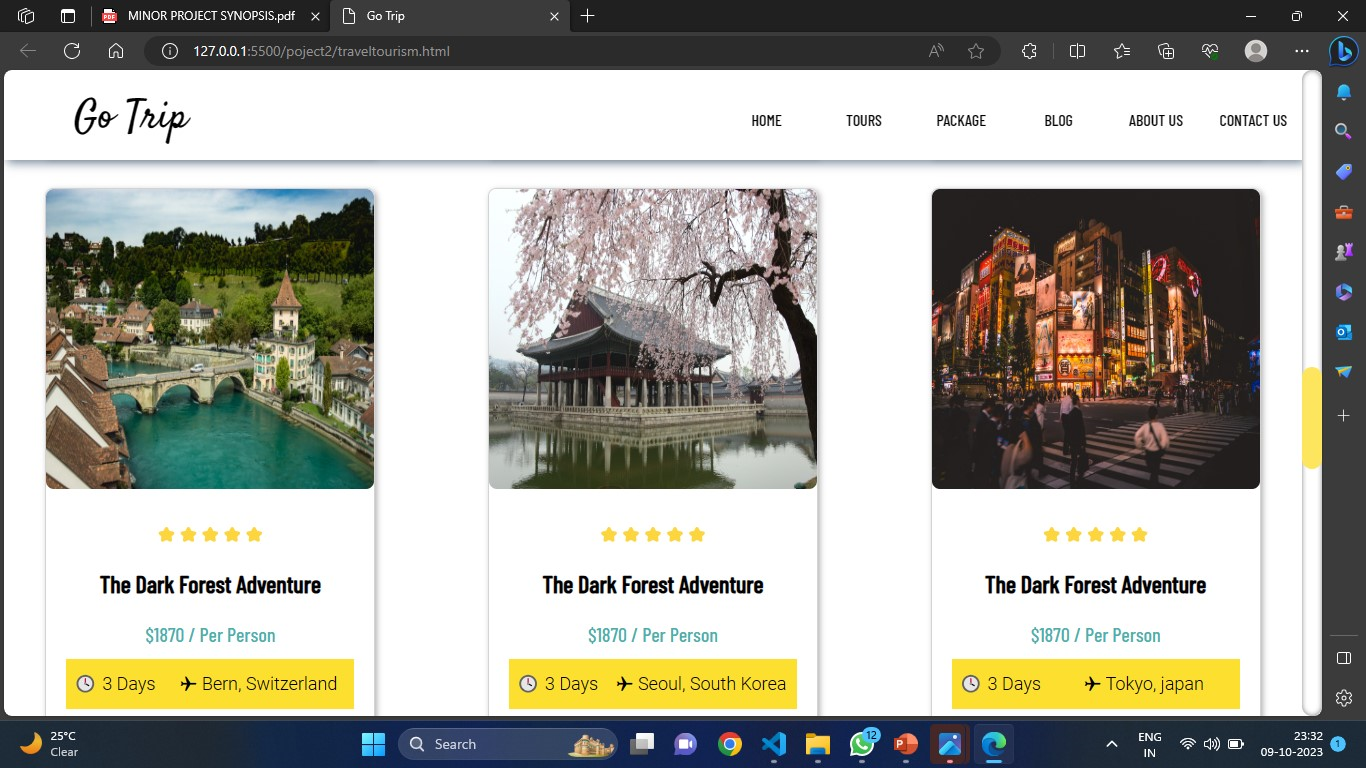 MINOR PROJECT SYNOPSIS.pdf
Go Trip
127.0.0.1:5500/poject2/traveltourism.html
Go Trip
HOME TOURS PACKAGE BLOG ABOUT US CONTACT US
The Dark Forest Adventure
$1870 / Per Person
3 Days Bern, Switzerland
The Dark Forest Adventure
$1870 / Per Person
3 Days Seoul, South Korea
The Dark Forest Adventure
$1870 / Per Person
3 Days Tokyo, japan
25°C
Clear
Search
12
ENG
IN
23:32
09-10-2023
1